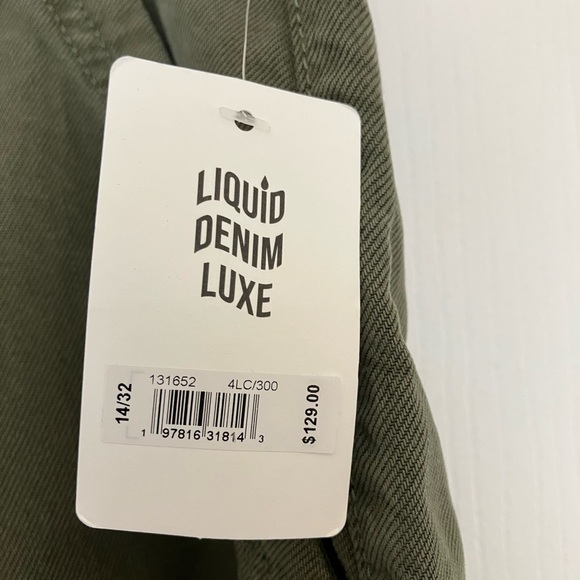 LIQUID
DENIM
LUXE
131652 4LC/300
14/32
1 97816 31814 3
$129.00